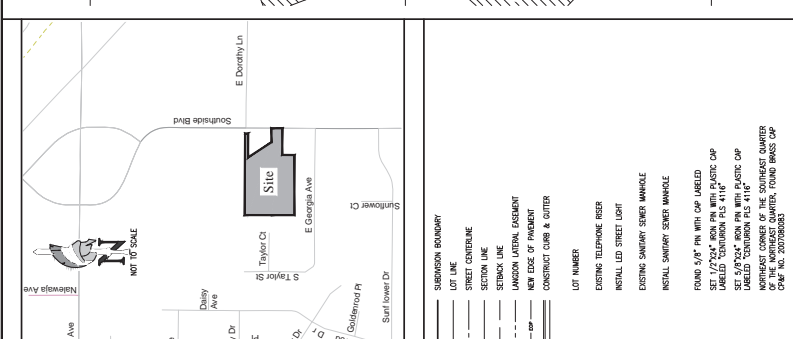 E Dorothy Ln
Southside Blvd
Site
E Georgia Ave
Sunflower Ct
Taylor Ct
S Taylor St
N
NOT TO SCALE
Nalewaja Ave
Daisy
Ave
Goldenrod Pl
Sunflower Dr
Ave
Dr
SUBDIVISION BOUNDARY
LOT LINE
STREET CENTERLINE
SECTION LINE
SETBACK LINE
LANGDON LATERAL EASEMENT
EOP
NEW EDGE OF PAVEMENT
CONSTRUCT CURB & GUTTER
LOT NUMBER
EXISTING TELEPHONE RISER
INSTALL LED STREET LIGHT
EXISTING SANITARY SEWER MANHOLE
INSTALL SANITARY SEWER MANHOLE
FOUND 5/8" PIN WITH CAP LABELED
SET 1/2"X24" IRON PIN WITH PLASTIC CAP
LABELED "CENTURION PLS 4116"
SET 5/8"X24" IRON PIN WITH PLASTIC CAP
LABELED "CENTURION PLS 4116"
NORTHEAST CORNER OF THE SOUTHEAST QUARTER
OF THE NORTHEAST QUARTER, FOUND BRASS CAP
CP&F NO. 2007080083